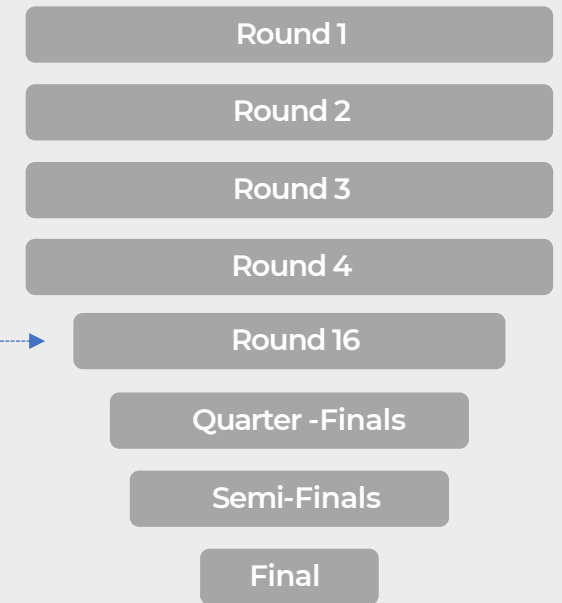 Round 1
Round 2
Round 3
Round 4
Round 16
Quarter -Finals
Semi-Finals
Final